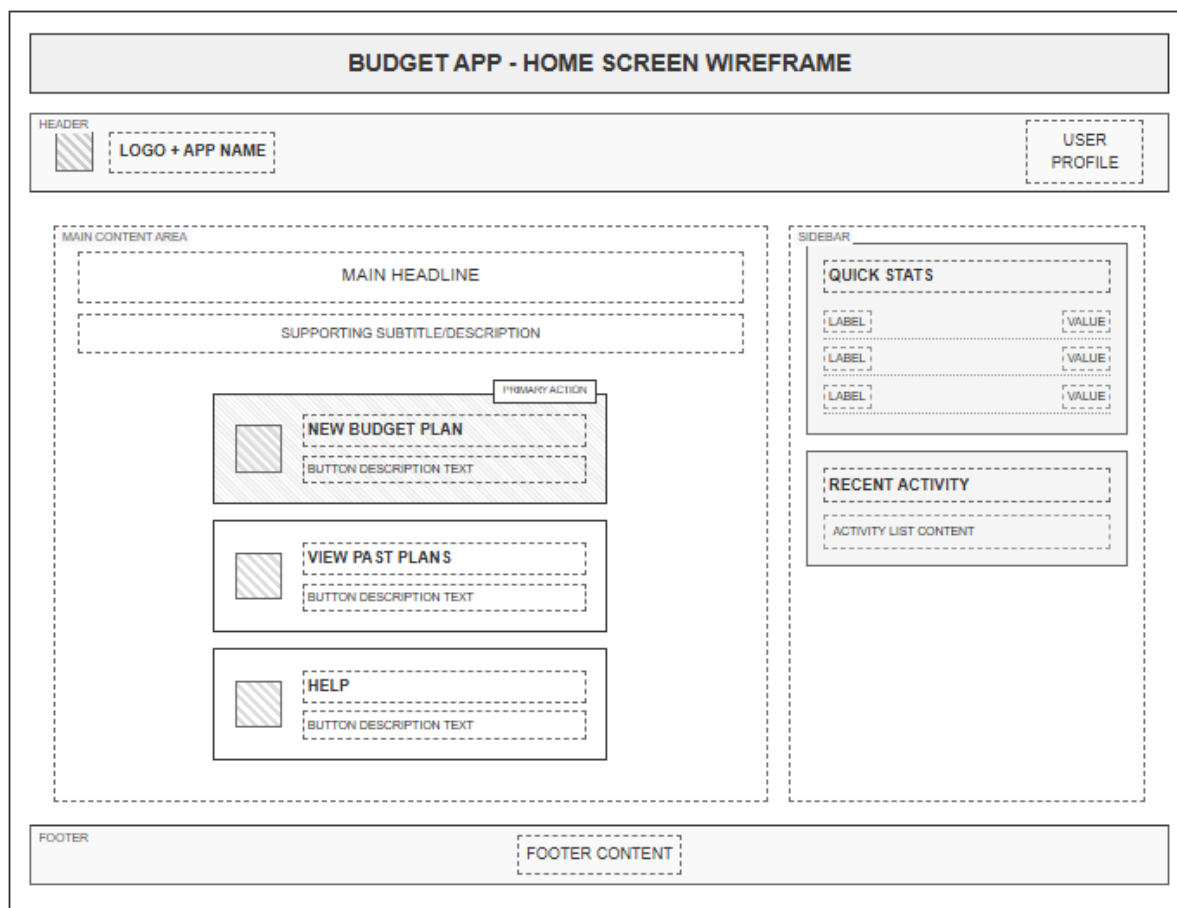 BUDGET APP - HOME SCREEN WIREFRAME
HEADER
LOGO + APP NAME
USER
PROFILE
MAIN CONTENT AREA
MAIN HEADLINE
SUPPORTING SUBTITLE/DESCRIPTION
PRIMARY ACTION
NEW BUDGET PLAN
BUTTON DESCRIPTION TEXT
VIEW PAST PLANS
BUTTON DESCRIPTION TEXT
HELP
BUTTON DESCRIPTION TEXT
SIDEBAR
QUICK STATS
LABEL VALUE
LABEL VALUE
LABEL VALUE
RECENT ACTIVITY
ACTIVITY LIST CONTENT
FOOTER
FOOTER CONTENT